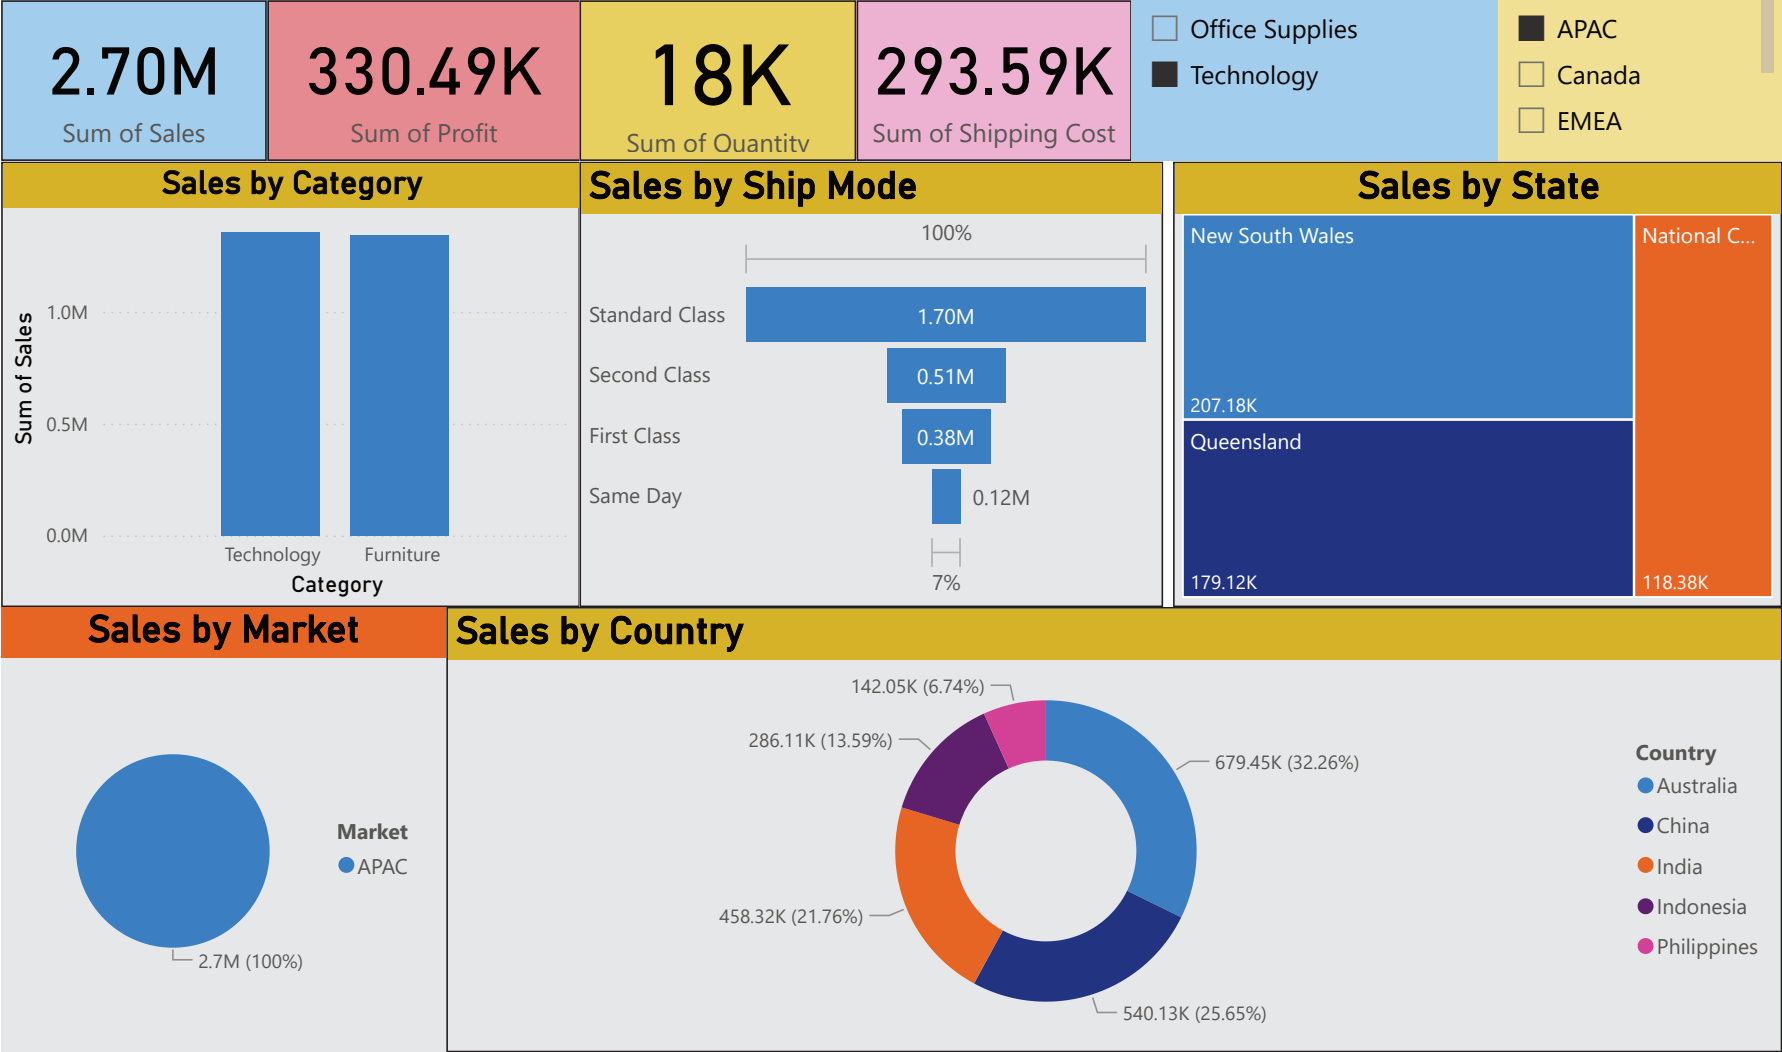 2.70M
Sum of Sales
330.49K
Sum of Profit
18K
Sum of Quantity
293.59K
Sum of Shipping Cost
Office Supplies
Technology
APAC
Canada
EMEA
Sales by Category
Sum of Sales
1.0M
0.5M
0.0M
Technology
Furniture
Category
Sales by Ship Mode
100%
Standard Class
1.70M
Second Class
0.51M
First Class
0.38M
Same Day
0.12M
7%
Sales by State
New South Wales
207.18K
Queensland
179.12K
National C...
118.38K
Sales by Market
2.7M (100%)
Market
APAC
Sales by Country
142.05K (6.74%)
286.11K (13.59%)
679.45K (32.26%)
458.32K (21.76%)
540.13K (25.65%)
Country
Australia
China
India
Indonesia
Philippines